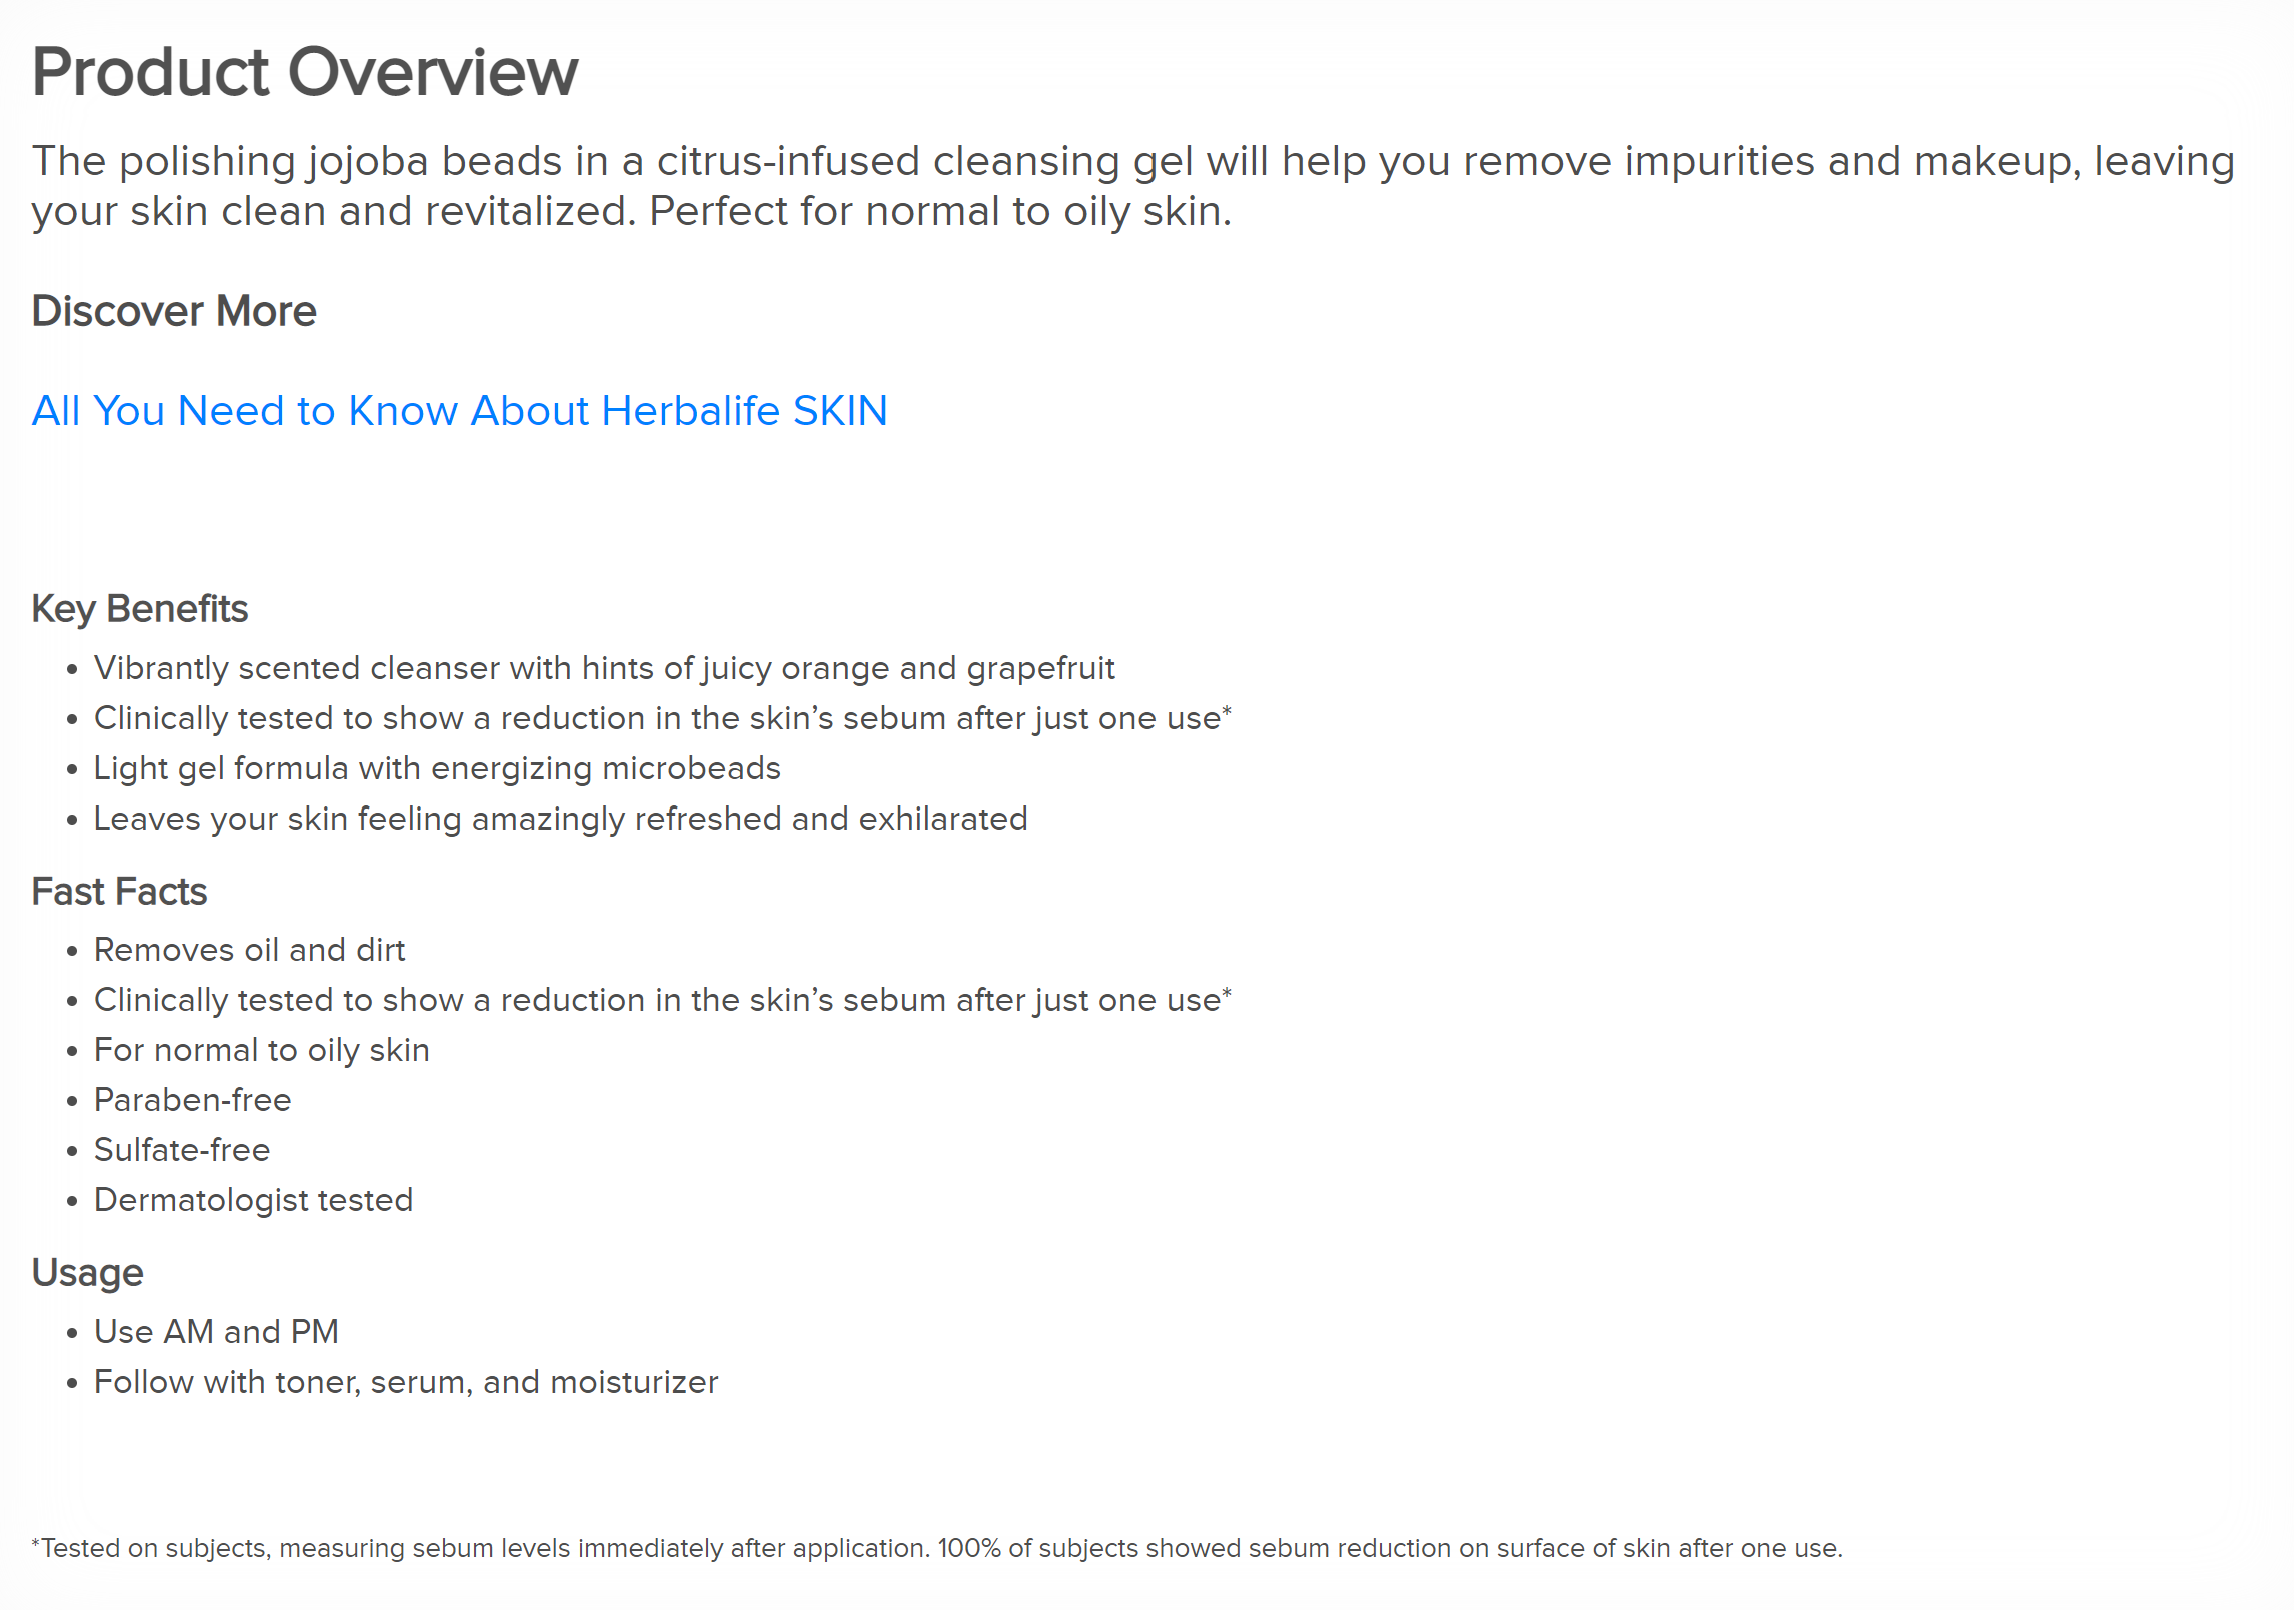 Product Overview
The polishing jojoba beads in a citrus-infused cleansing gel will help you remove impurities and makeup, leaving
your skin clean and revitalized. Perfect for normal to oily skin.
Discover More
All You Need to Know About Herbalife SKIN
Key Benefits
• Vibrantly scented cleanser with hints of juicy orange and grapefruit
• Clinically tested to show a reduction in the skin’s sebum after just one use*
• Light gel formula with energizing microbeads
• Leaves your skin feeling amazingly refreshed and exhilarated
Fast Facts
• Removes oil and dirt
• Clinically tested to show a reduction in the skin’s sebum after just one use*
• For normal to oily skin
• Paraben-free
• Sulfate-free
• Dermatologist tested
Usage
• Use AM and PM
• Follow with toner, serum, and moisturizer
*Tested on subjects, measuring sebum levels immediately after application. 100% of subjects showed sebum reduction on surface of skin after one use.